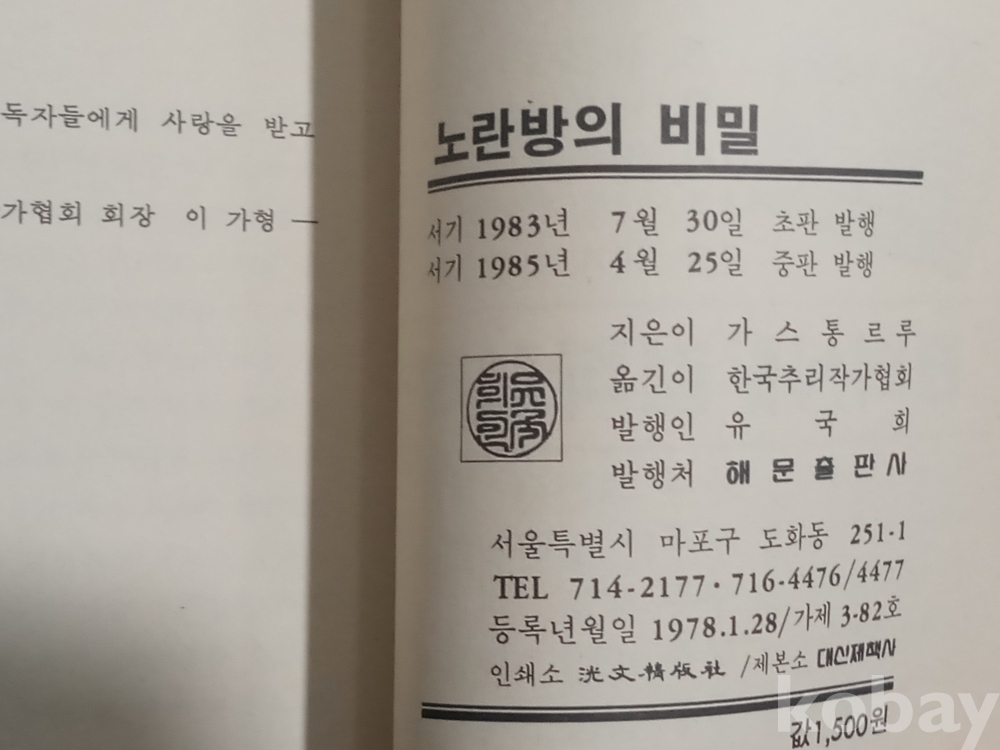 독자들에게 사랑을 받고
가협회 회장 이 가형 —
노란방의 비밀
서기 1983년 7월 30일 초판 발행
서기 1985년 4월 25일 중판 발행
지은이 가 스 통 르 루
옮긴이 한국추리작가협회
발행인 유 국 희
발행처 해 문 출 판 사
서울특별시 마포구 도화동 251-1
TEL 714-2177 · 716-4476/4477
등록년월일 1978.1.28/가제 3-82호
인쇄소 洸文精版社 /제본소 대신제책사
값1,500원
kobay